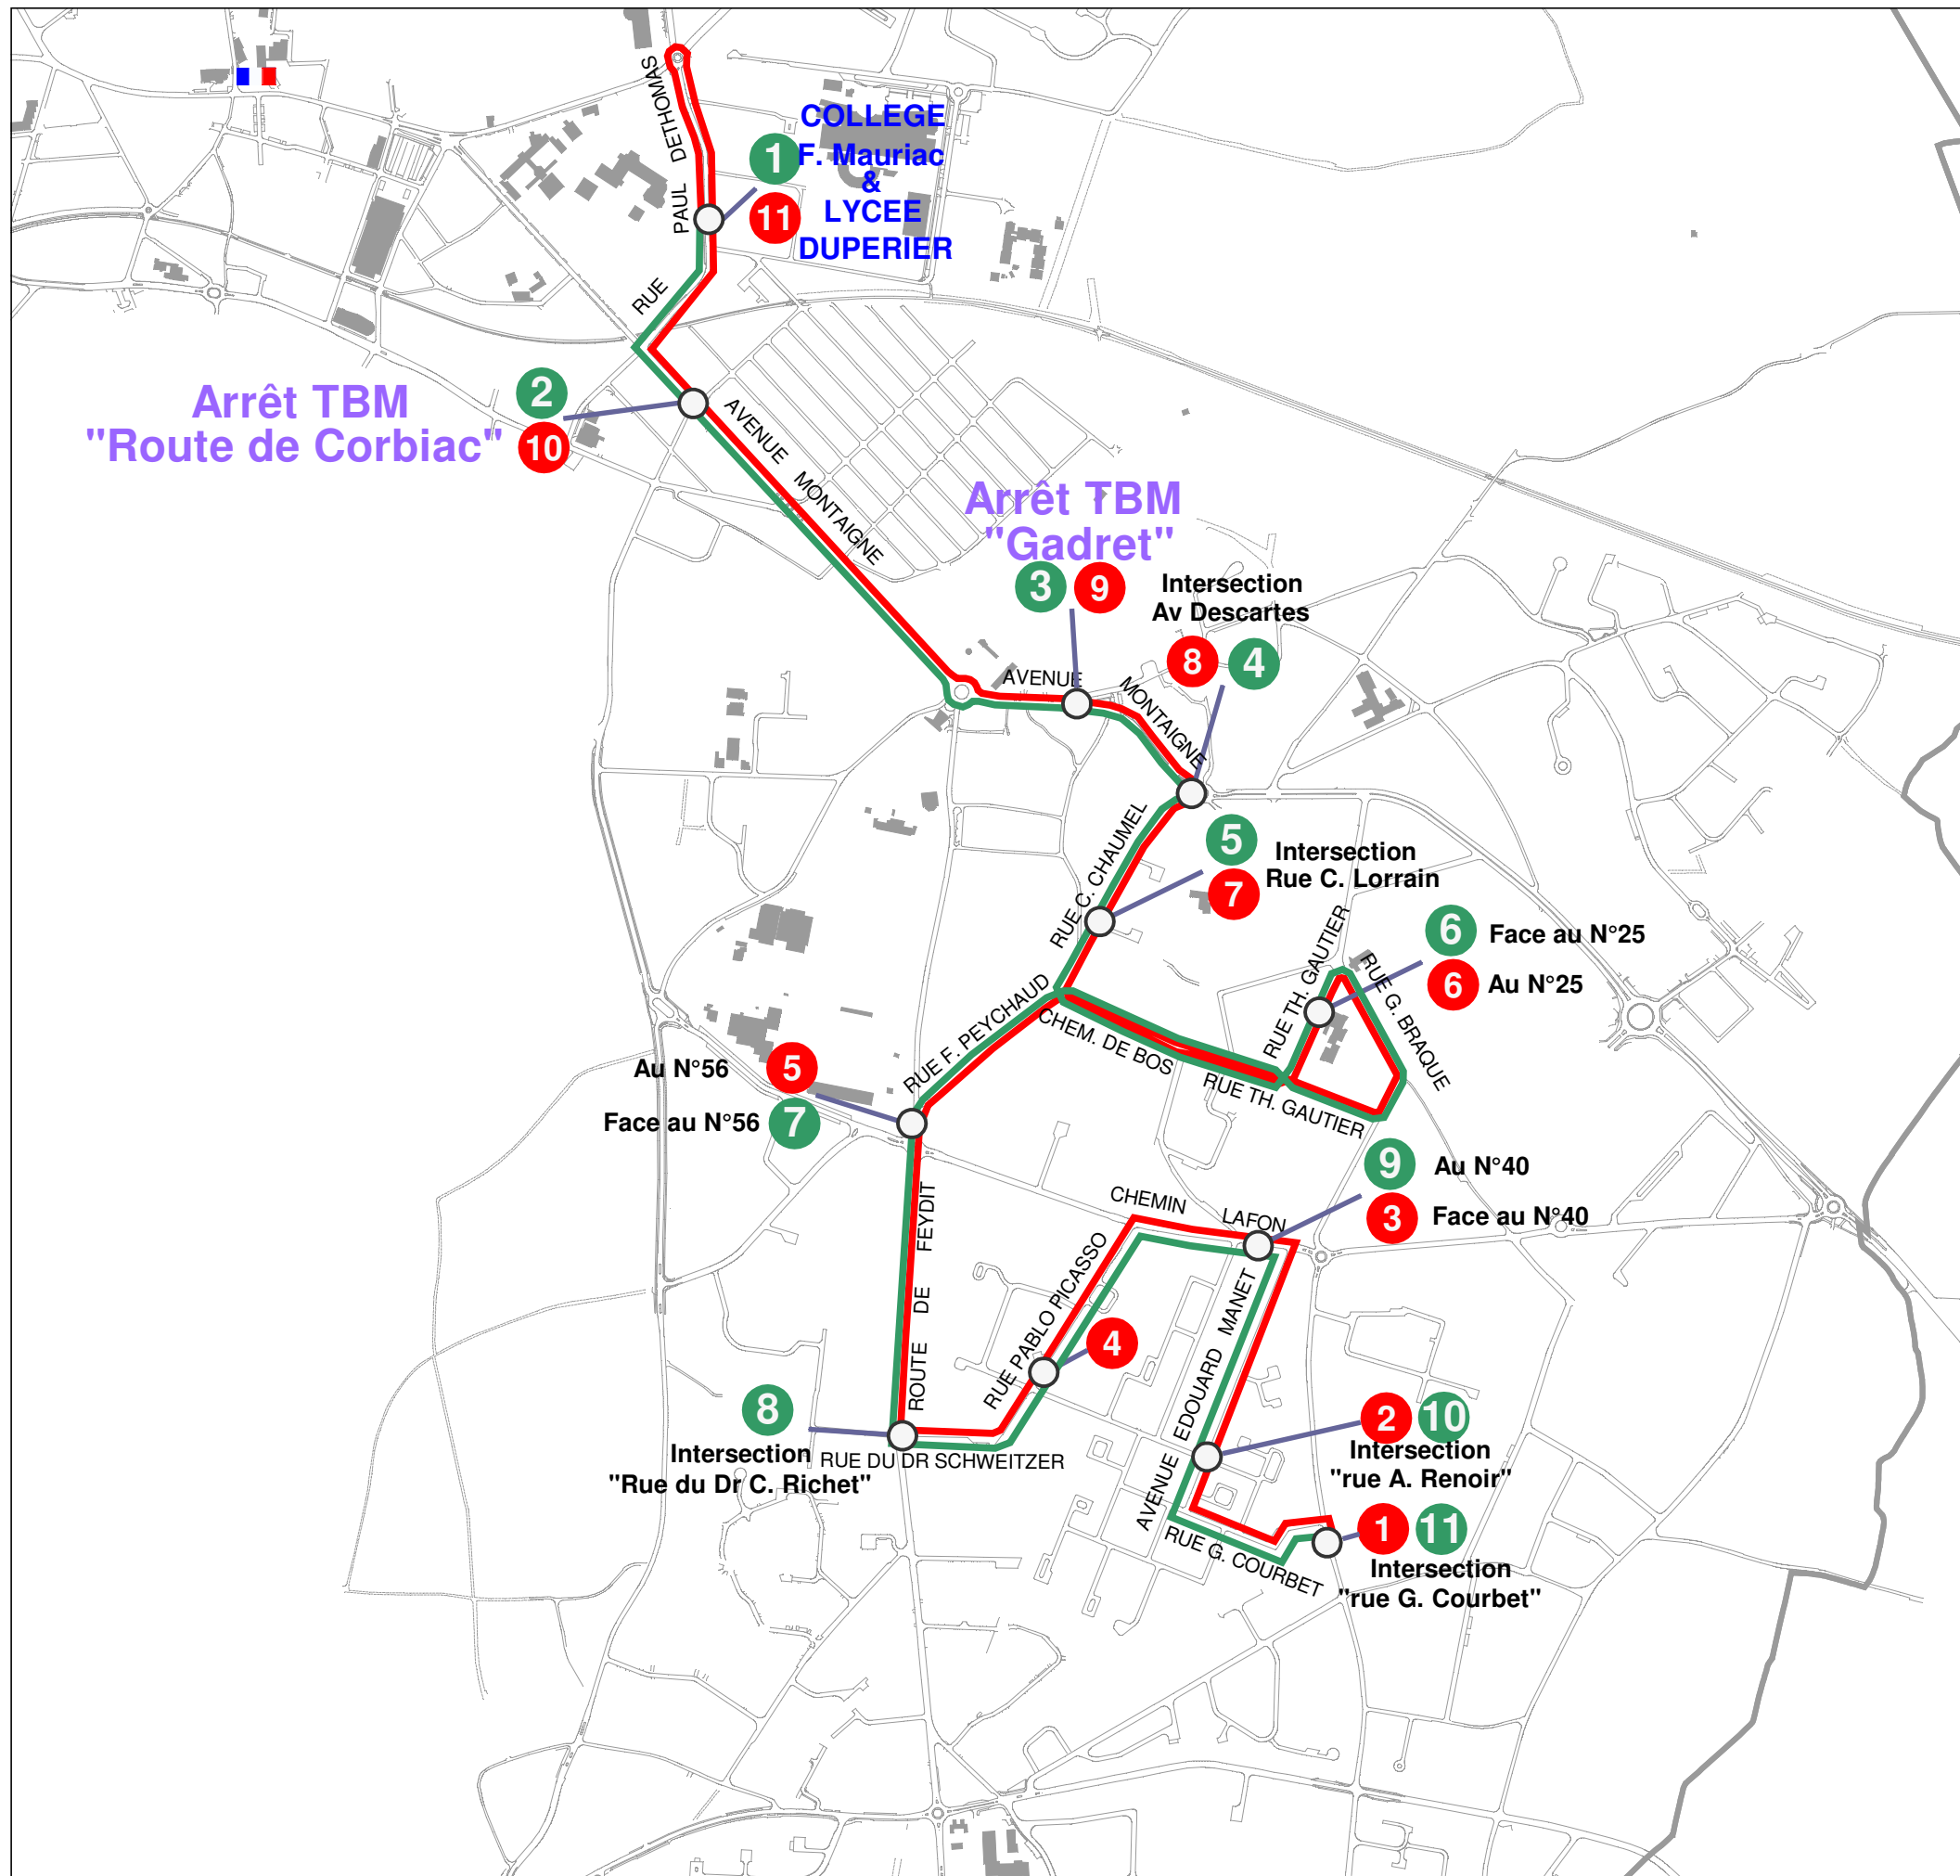 COLLEGE
F. Mauriac
&
LYCEE
DUPERIER
1
11
RUE PAUL DETHOMAS
Arrêt TBM
"Route de Corbiac"
2
10
AVENUE MONTAIGNE
Arrêt TBM
"Gadret"
3
9
Intersection
Av Descartes
8
4
AVENUE MONTAIGNE
RUE C. CHAUMEL
5
7
Intersection
Rue C. Lorrain
6
Face au N°25
6
Au N°25
RUE TH. GAUTIER
RUE G. BRAQUE
RUE F. PEYCHAUD
CHEM. DE BOS
RUE TH. GAUTIER
Au N°56
5
Face au N°56
7
9
Au N°40
3
Face au N°40
CHEMIN LAFON
ROUTE DE FEYDIT
RUE PABLO PICASSO
4
AVENUE EDOUARD MANET
8
Intersection
"Rue du Dr C. Richet"
RUE DU DR SCHWEITZER
2
10
Intersection
"rue A. Renoir"
1
11
Intersection
"rue G. Courbet"
RUE G. COURBET